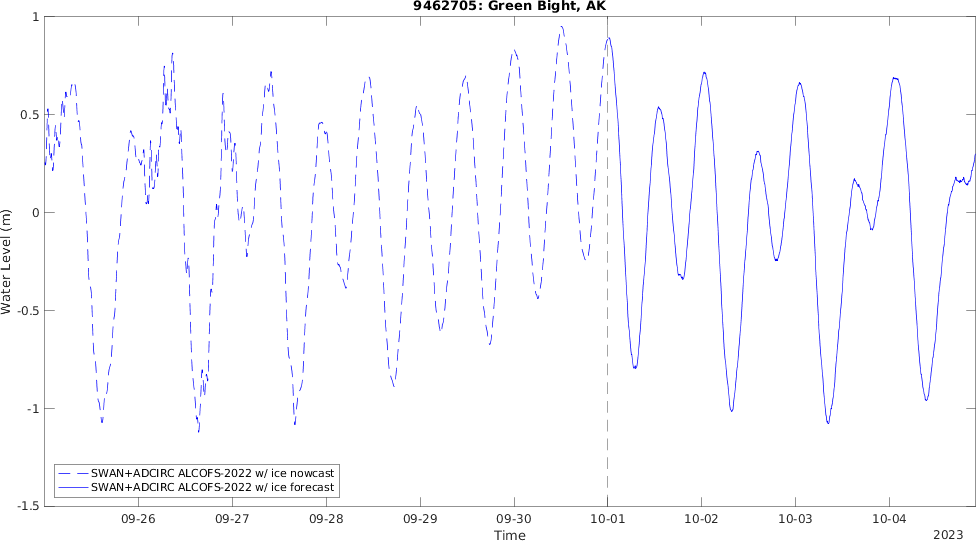 9462705: Green Bight, AK
1
0.5
0
-0.5
-1
-1.5
Water Level (m)
SWAN+ADCIRC ALCOFS-2022 w/ ice nowcast
SWAN+ADCIRC ALCOFS-2022 w/ ice forecast
09-26 09-27 09-28 09-29 09-30 10-01 10-02 10-03 10-04
Time
2023